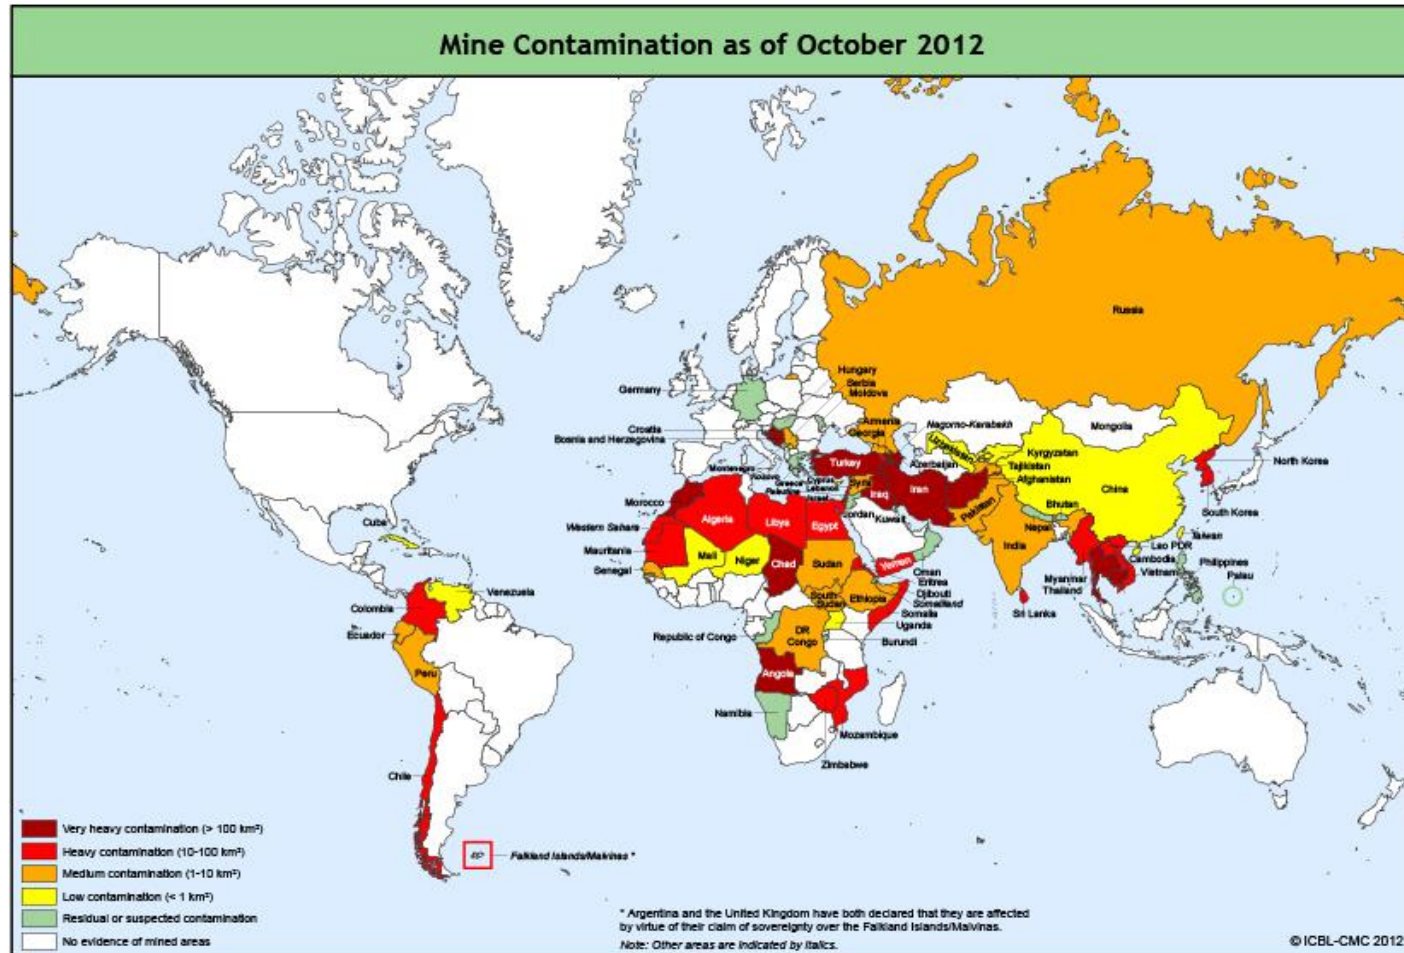 Mine Contamination as of October 2012
Russia
Hungary
Serbia
Moldova
Germany
Croatia
Bosnia and Herzegovina
Armenia
Georgia
Nagorno-Karabakh
Mongolia
Uzbekistan
Kyrgyzstan
Montenegro
Kosovo
Turkey
Azerbaijan
Tajikistan
North Korea
Greece
Cyprus
Lebanon
Palestine
Israel
Syria
Iraq
Iran
Afghanistan
China
South Korea
Morocco
Jordan
Kuwait
Pakistan
Bhutan
Nepal
Cuba
Western Sahara
Algeria
Libya
Egypt
India
Taiwan
Mauritania
Mali
Niger
Chad
Sudan
Yemen
Oman
Lao PDR
Cambodia
Philippines
Senegal
Eritrea
Myanmar
Vietnam
Palau
Venezuela
South
Sudan
Ethiopia
Djibouti
Somaliland
Thailand
Colombia
Somalia
Sri Lanka
Ecuador
Republic of Congo
DR
Congo
Uganda
Burundi
Peru
Angola
Namibia
Mozambique
Zimbabwe
Chile
Very heavy contamination (> 100 km²)
Heavy contamination (10-100 km²)
Falkland Islands/Malvinas *
Medium contamination (1-10 km²)
Low contamination (< 1 km²)
Residual or suspected contamination
No evidence of mined areas
* Argentina and the United Kingdom have both declared that they are affected
by virtue of their claim of sovereignty over the Falkland Islands/Malvinas.
Note: Other areas are indicated by italics.
© ICBL-CMC 2012